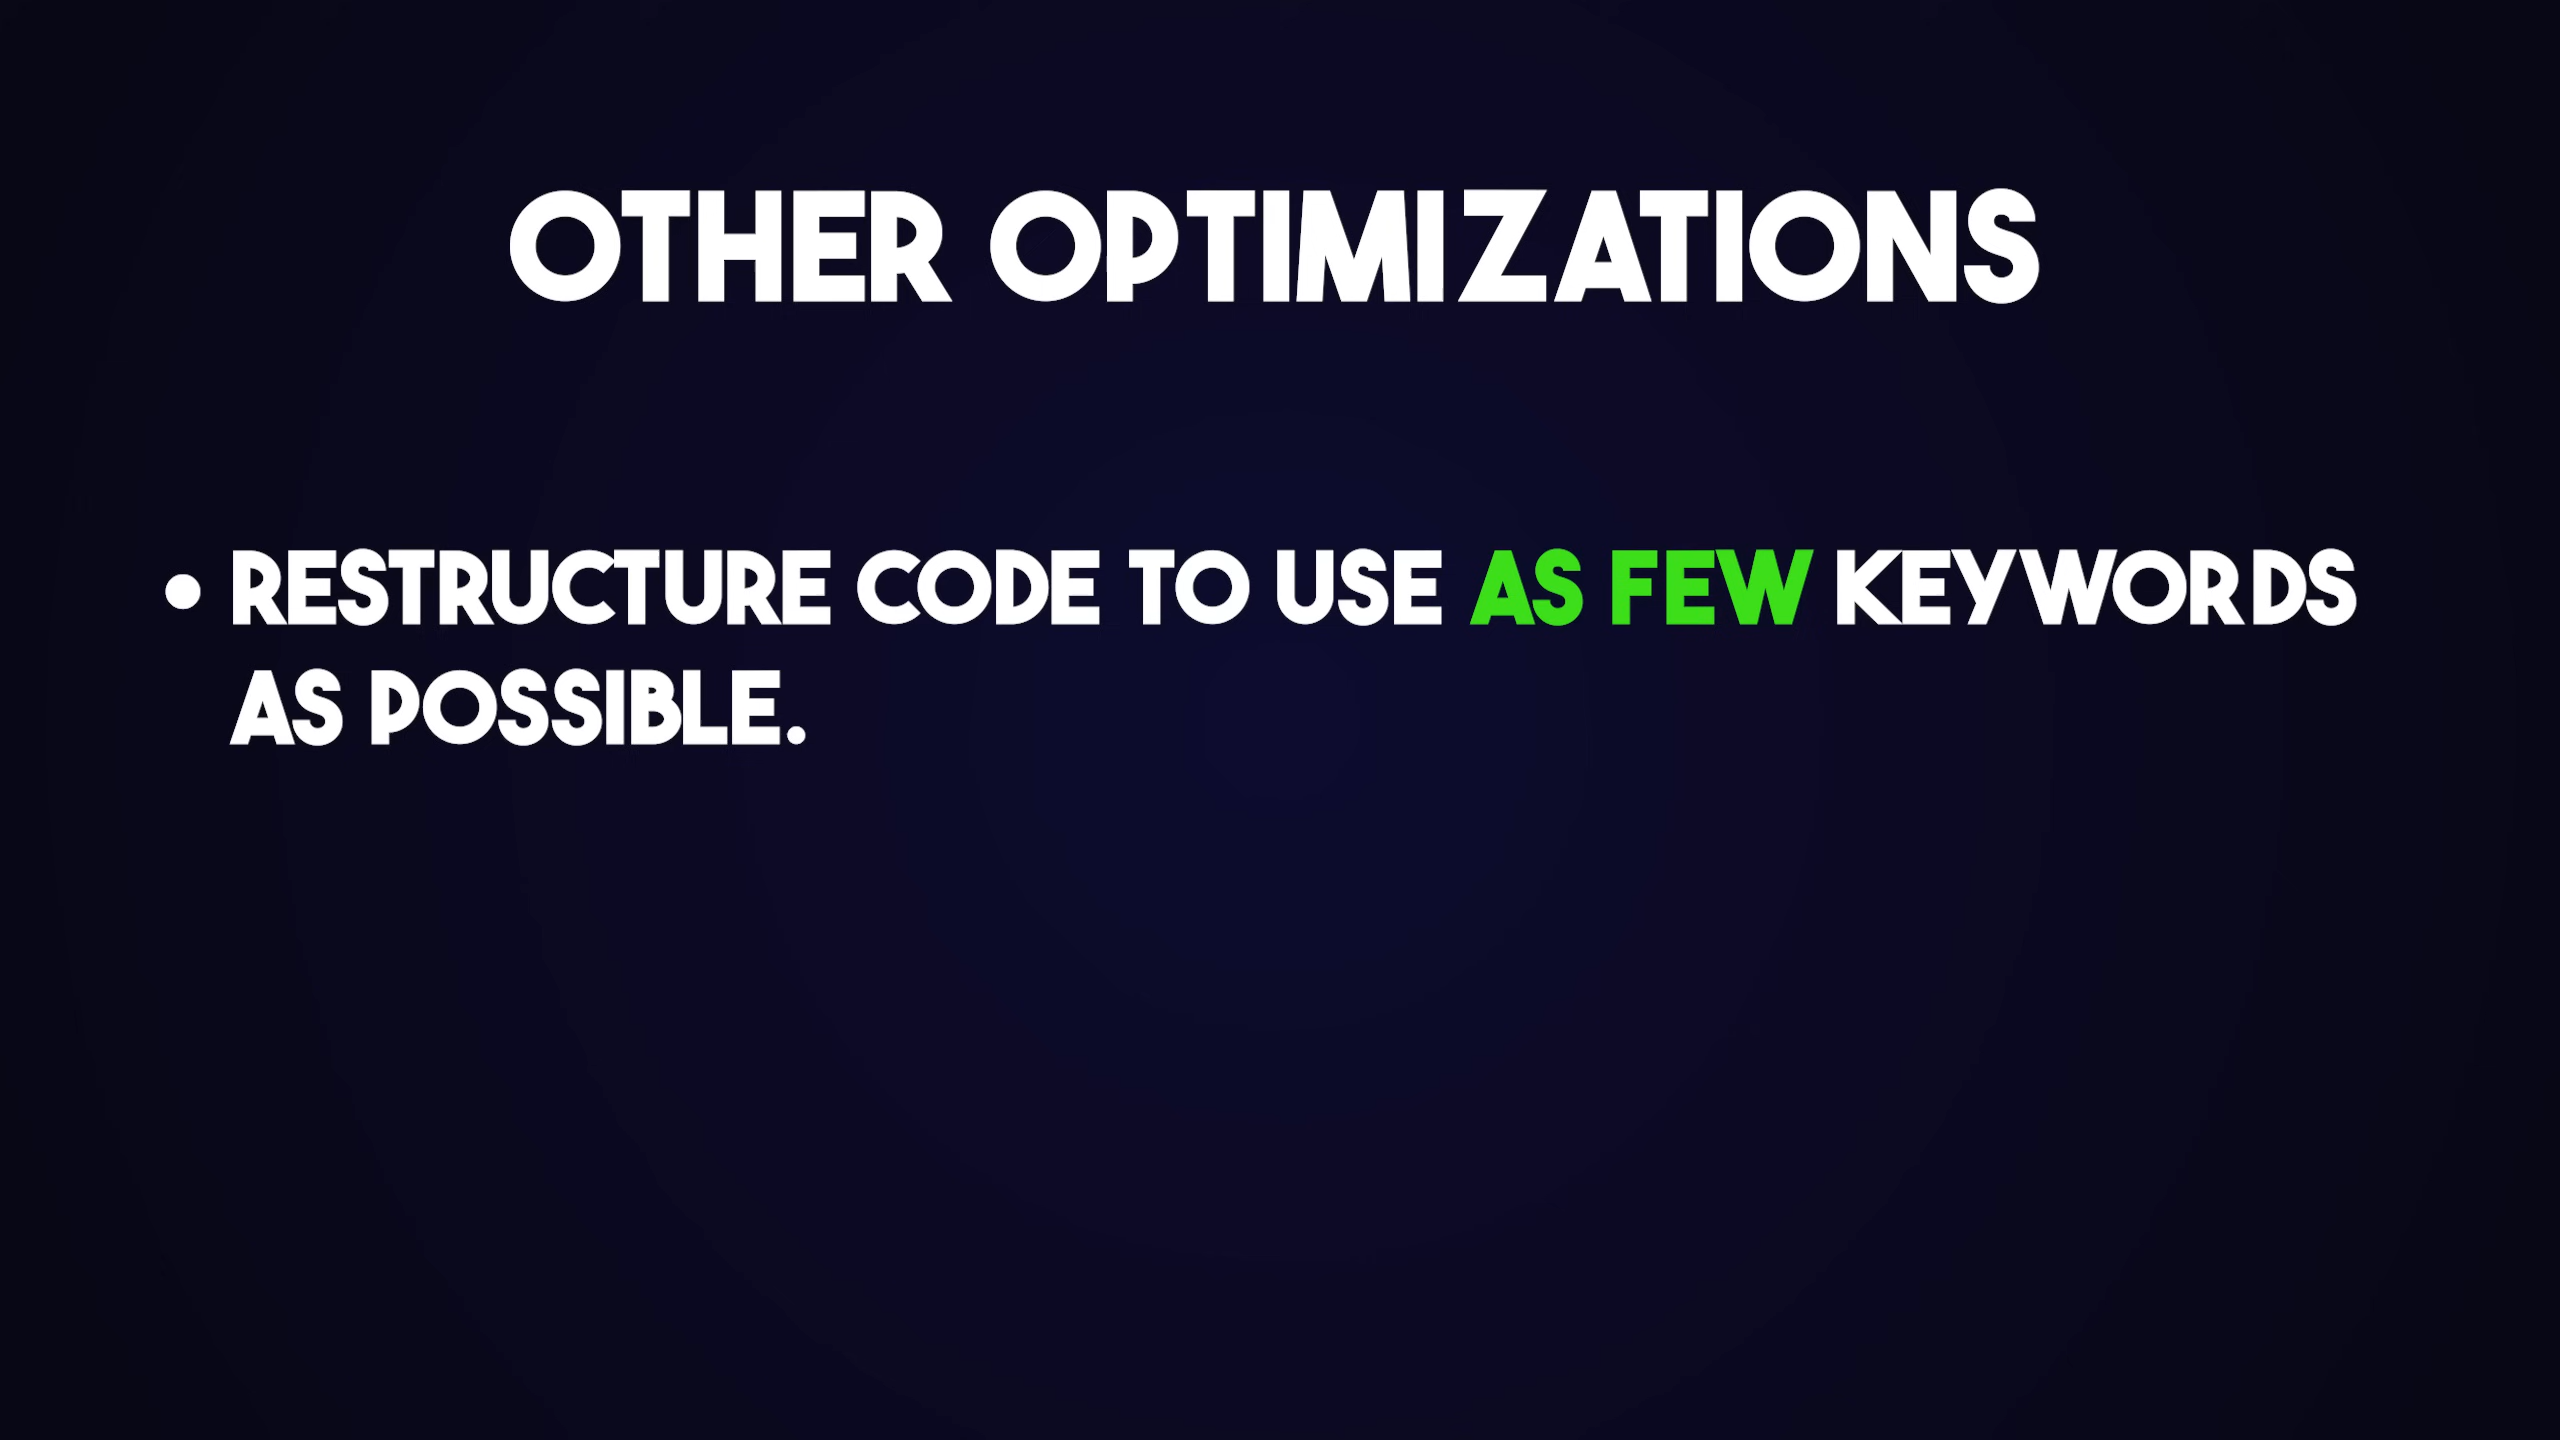 OTHER OPTIMIZATIONS
• RESTRUCTURE CODE TO USE AS FEW KEYWORDS
AS POSSIBLE.